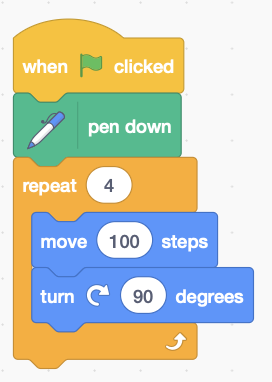 when clicked
pen down
repeat 4
move 100 steps
turn 90 degrees